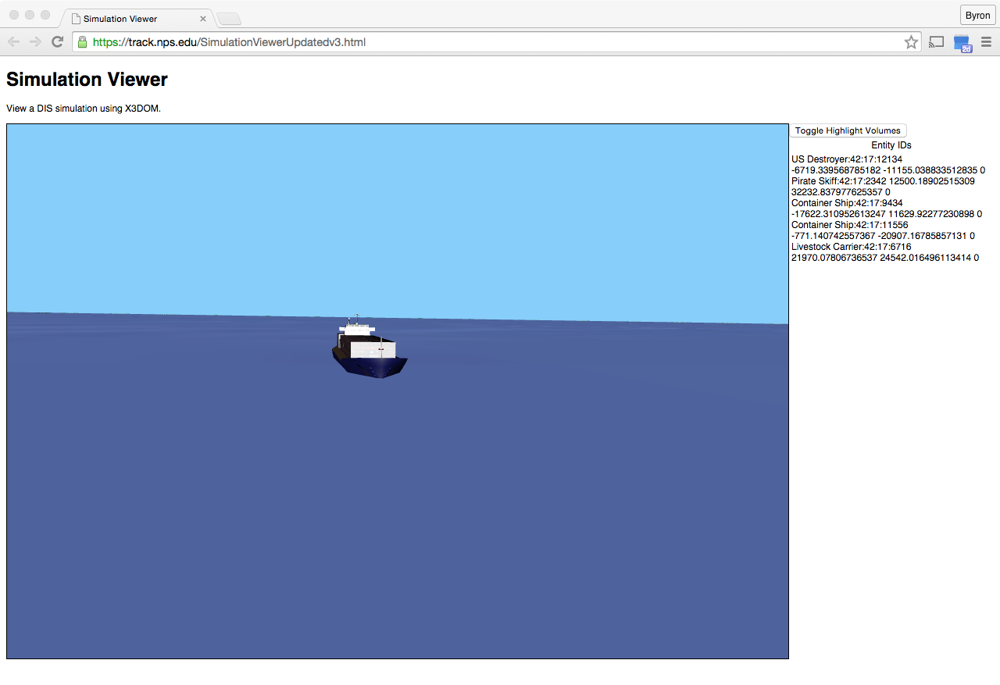 Simulation Viewer
Byron
https://track.nps.edu/SimulationViewerUpdatedv3.html
2d
Simulation Viewer
View a DIS simulation using X3DOM.
Toggle Highlight Volumes
Entity IDs
US Destroyer:42:17:12134
-6719.339568785182 -11155.038833512835 0
Pirate Skiff:42:17:2342 12500.18902515309
32232.837977625357 0
Container Ship:42:17:9434
-17622.310952613247 11629.92277230898 0
Container Ship:42:17:11556
-771.140742557367 -20907.16785857131 0
Livestock Carrier:42:17:6716
21970.07806736537 24542.016496113414 0